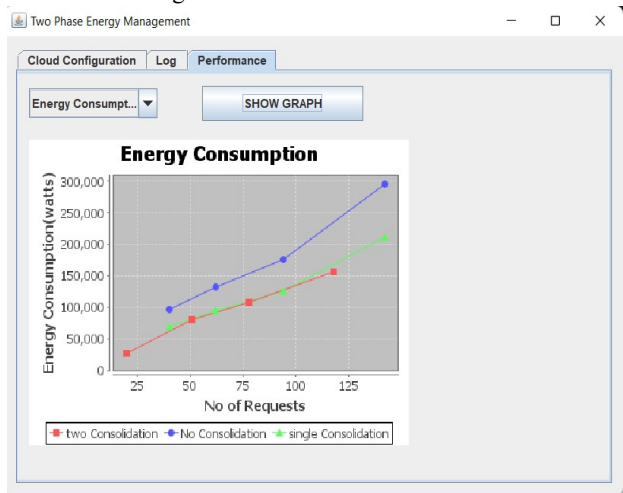 Two Phase Energy Management
Cloud Configuration Log Performance
Energy Consumpt... SHOW GRAPH
Energy Consumption
Energy Consumption(watts)
300,000
250,000
200,000
150,000
100,000
50,000
0
25 50 75 100 125
No of Requests
two Consolidation No Consolidation single Consolidation